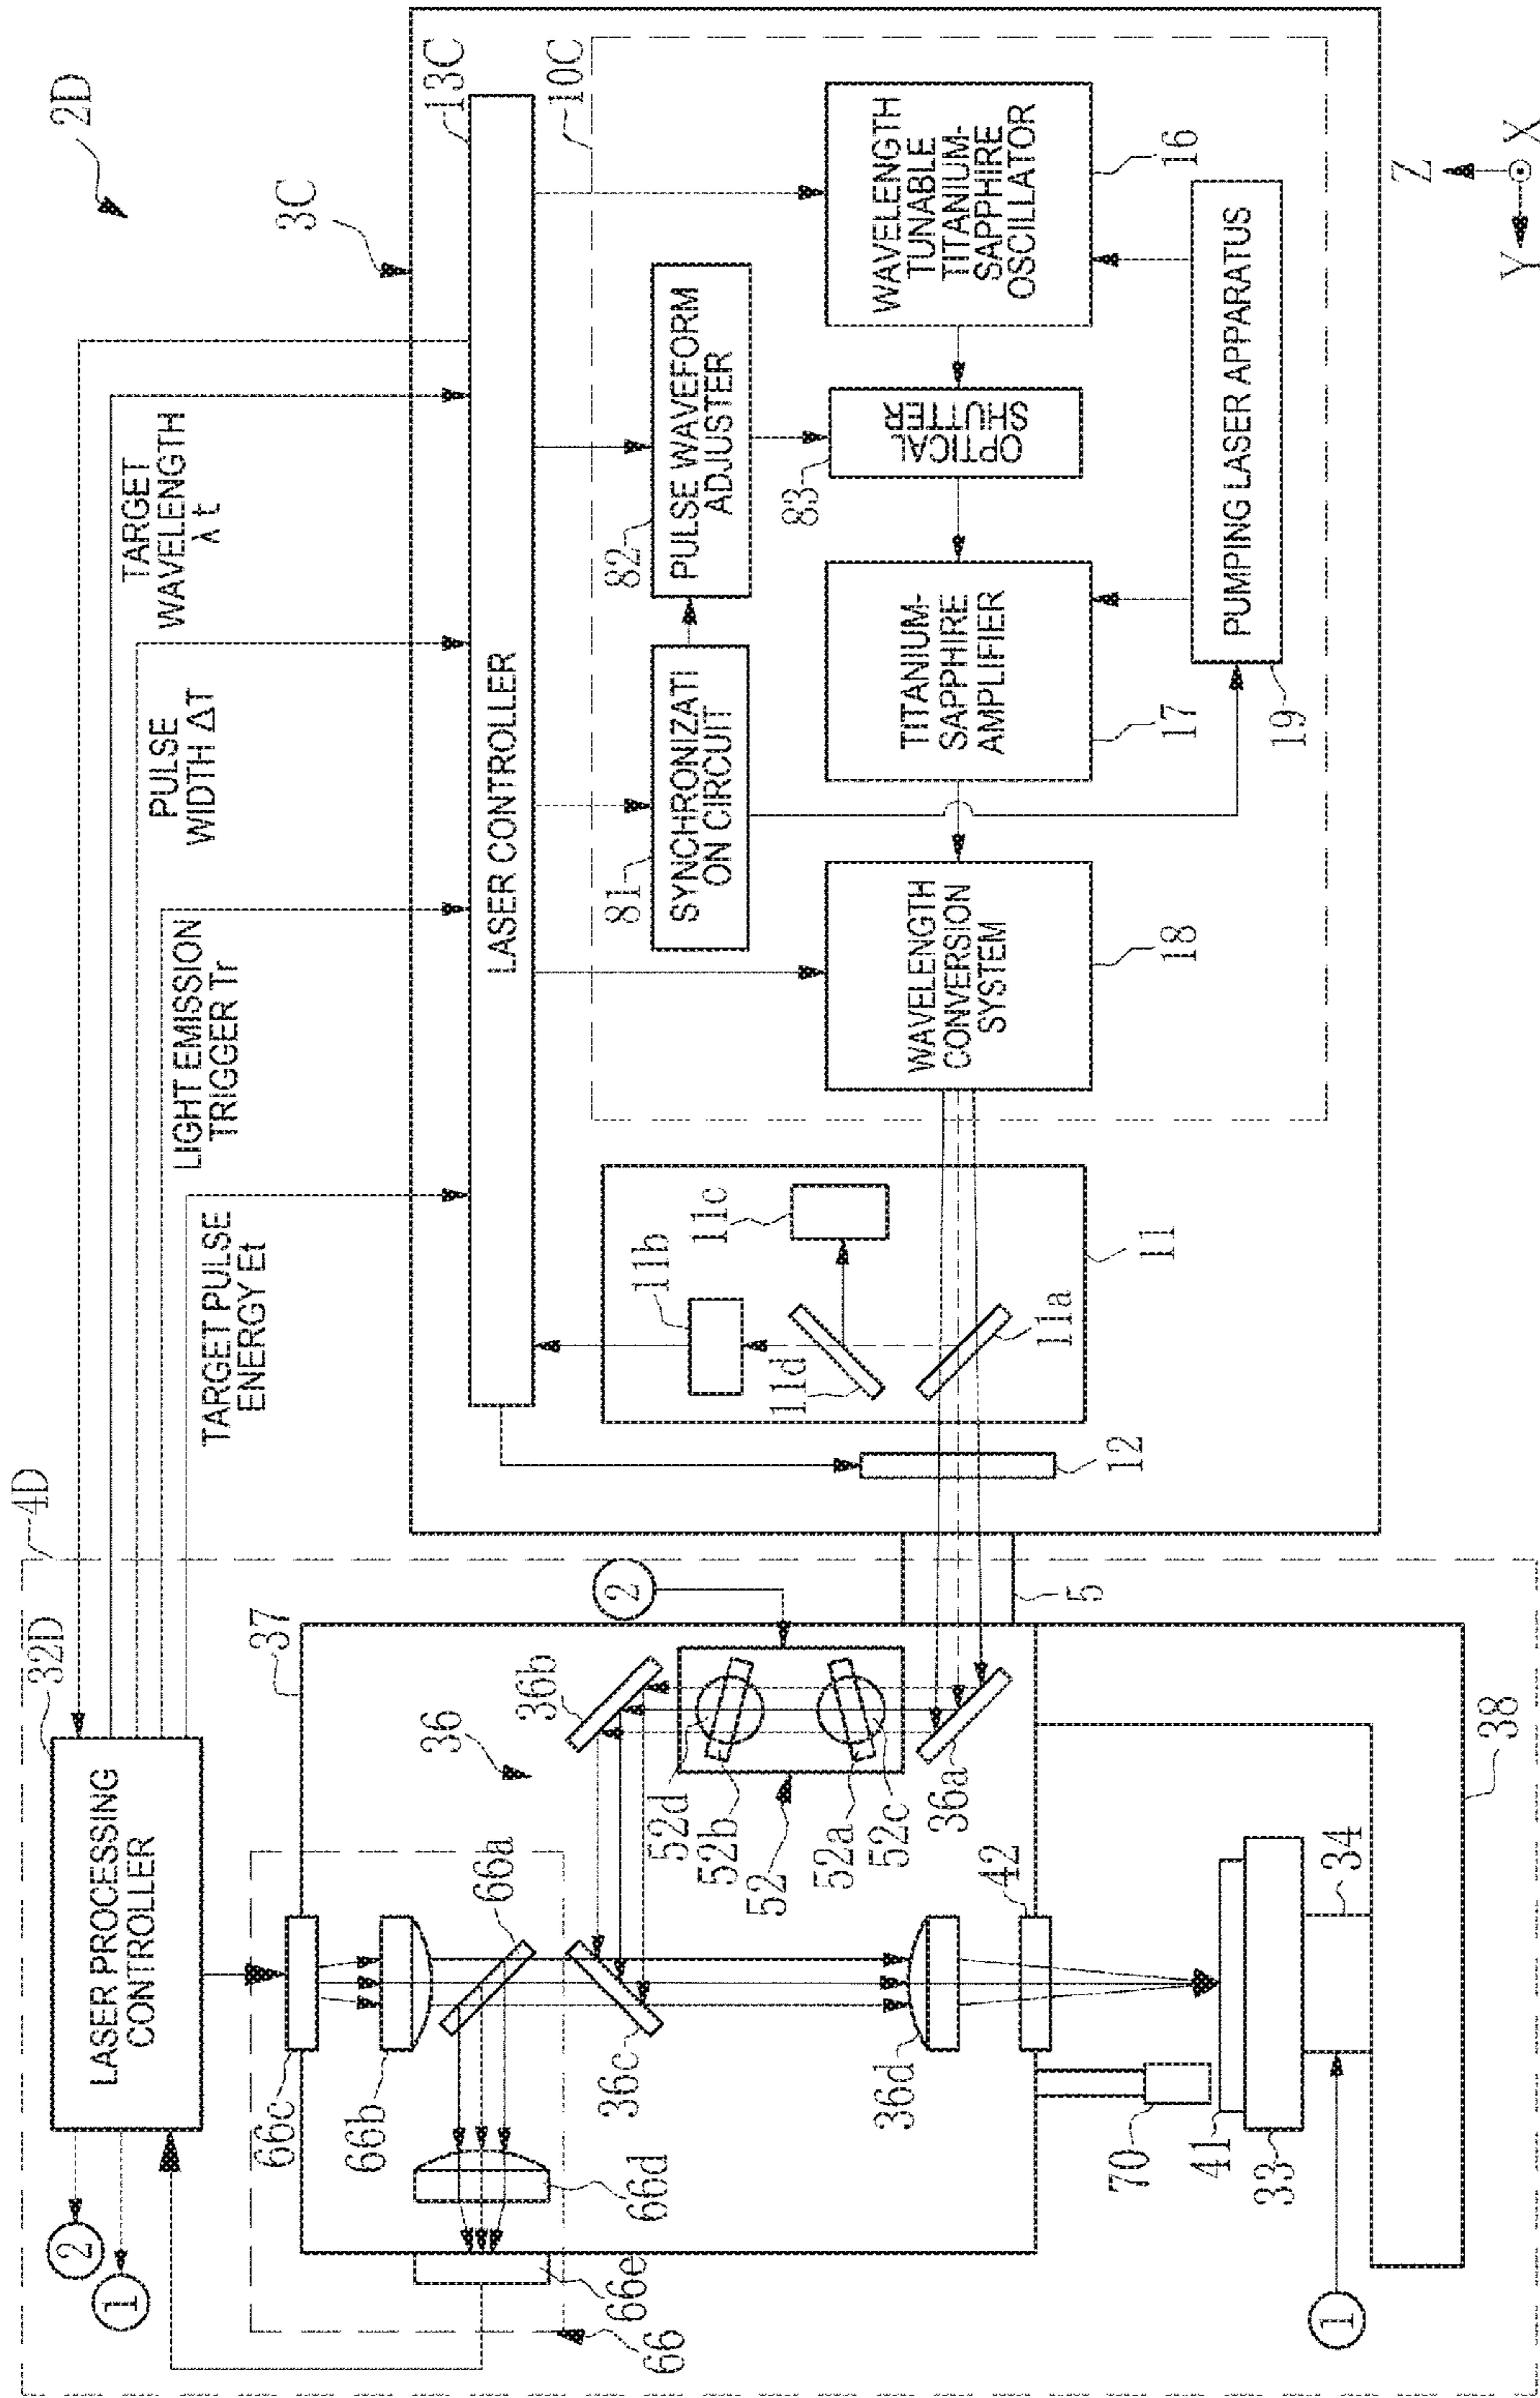 2D
3C
13C
10C
4D
32D
LASER PROCESSING
CONTROLLER
TARGET
WAVELENGTH
λt
PULSE
WIDTH ΔT
LIGHT EMISSION
TRIGGER Tr
TARGET PULSE
ENERGY Et
LASER CONTROLLER
2
1
37
66c
66b
66a
66d
66e
66
36
36b
36c
36d
36a
2
52d
52b
52
52a
52c
5
42
70
41
33
34
1
38
11b
11c
11d
11a
11
12
81
SYNCHRONIZATI
ON CIRCUIT
82
PULSE WAVEFORM
ADJUSTER
WAVELENGTH
CONVERSION
SYSTEM
18
TITANIUM-
SAPPHIRE
AMPLIFIER
17
OPTICAL
SHUTTER
83
WAVELENGTH
TUNABLE
TITANIUM-
SAPPHIRE
OSCILLATOR
16
PUMPING LASER APPARATUS
19
Z
Y
X